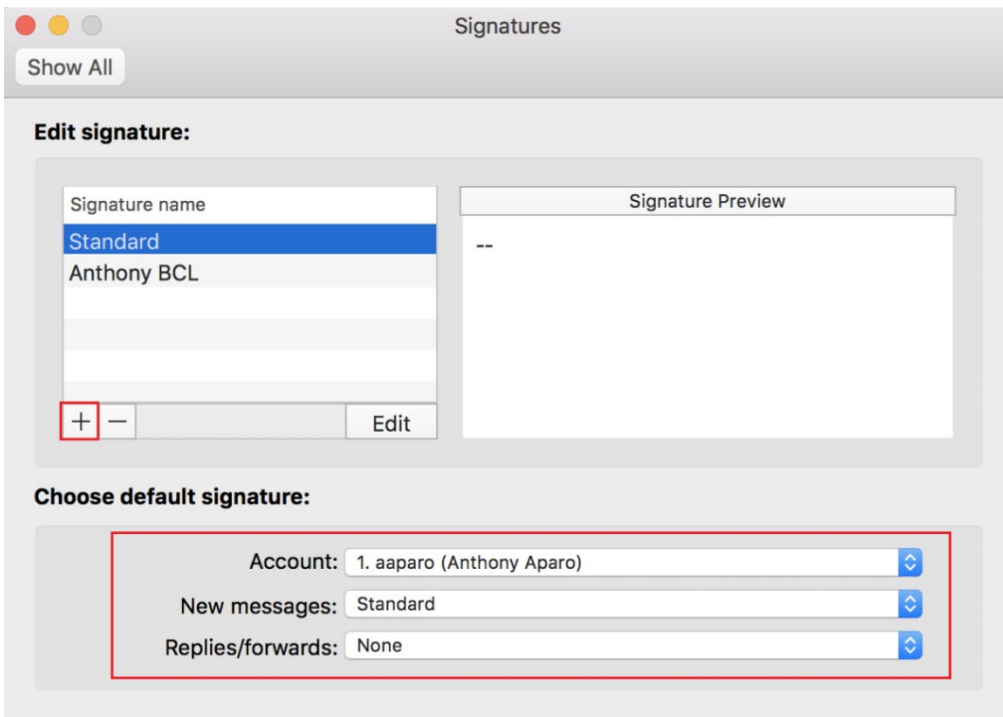 Signatures
Show All
Edit signature:
Signature name
Standard
Anthony BCL
+ − Edit
Signature Preview
--
Choose default signature:
Account: 1. aaparo (Anthony Aparo)
New messages: Standard
Replies/forwards: None